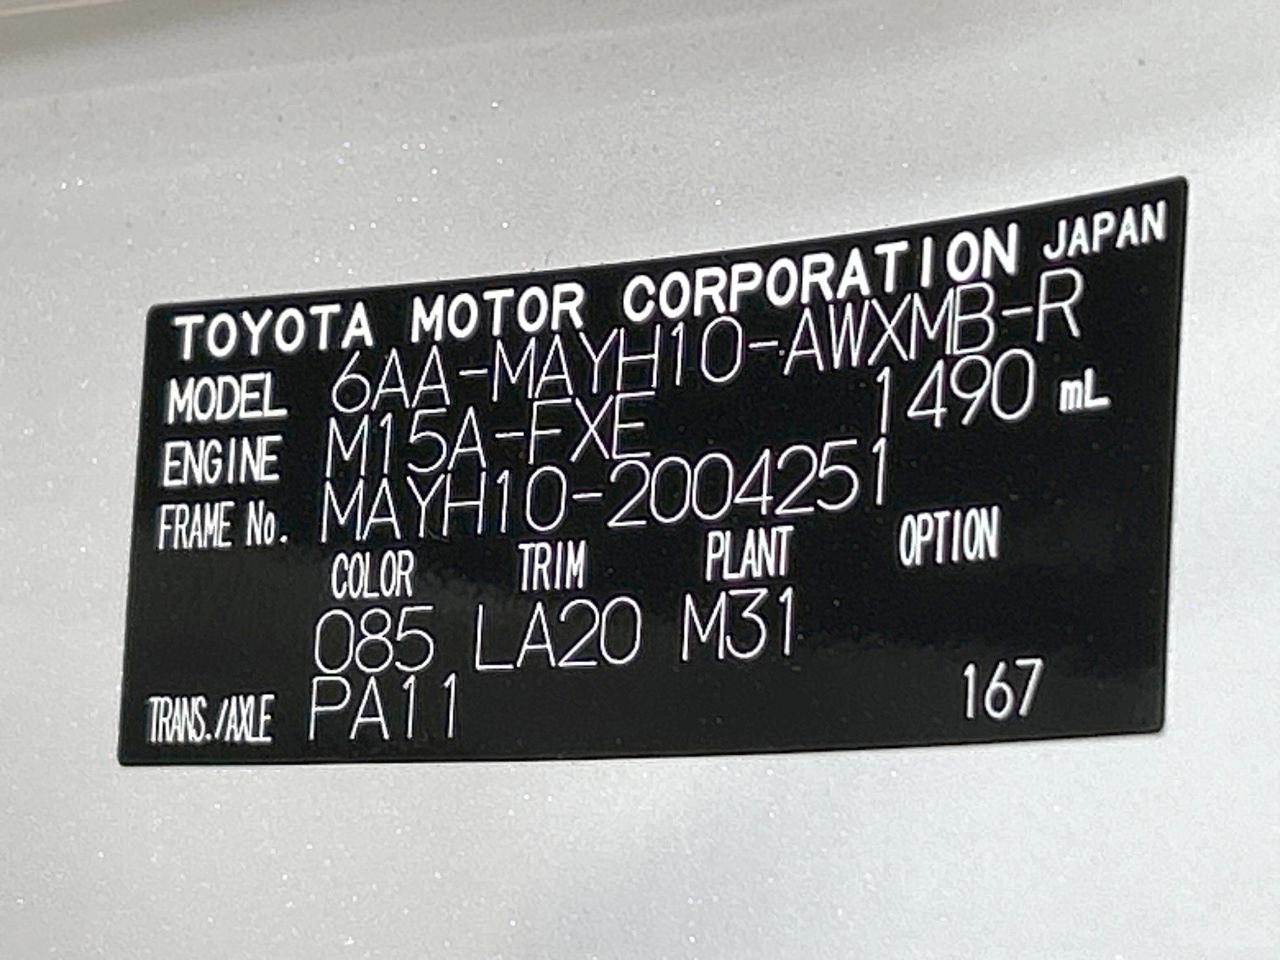 TOYOTA MOTOR CORPORATION JAPAN
MODEL 6AA-MAYH10-AWXMB-R
ENGINE M15A-FXE 1490 mL
FRAME No. MAYH10-2004251
COLOR TRIM PLANT OPTION
085 LA20 M31
TRANS./AXLE PA11 167